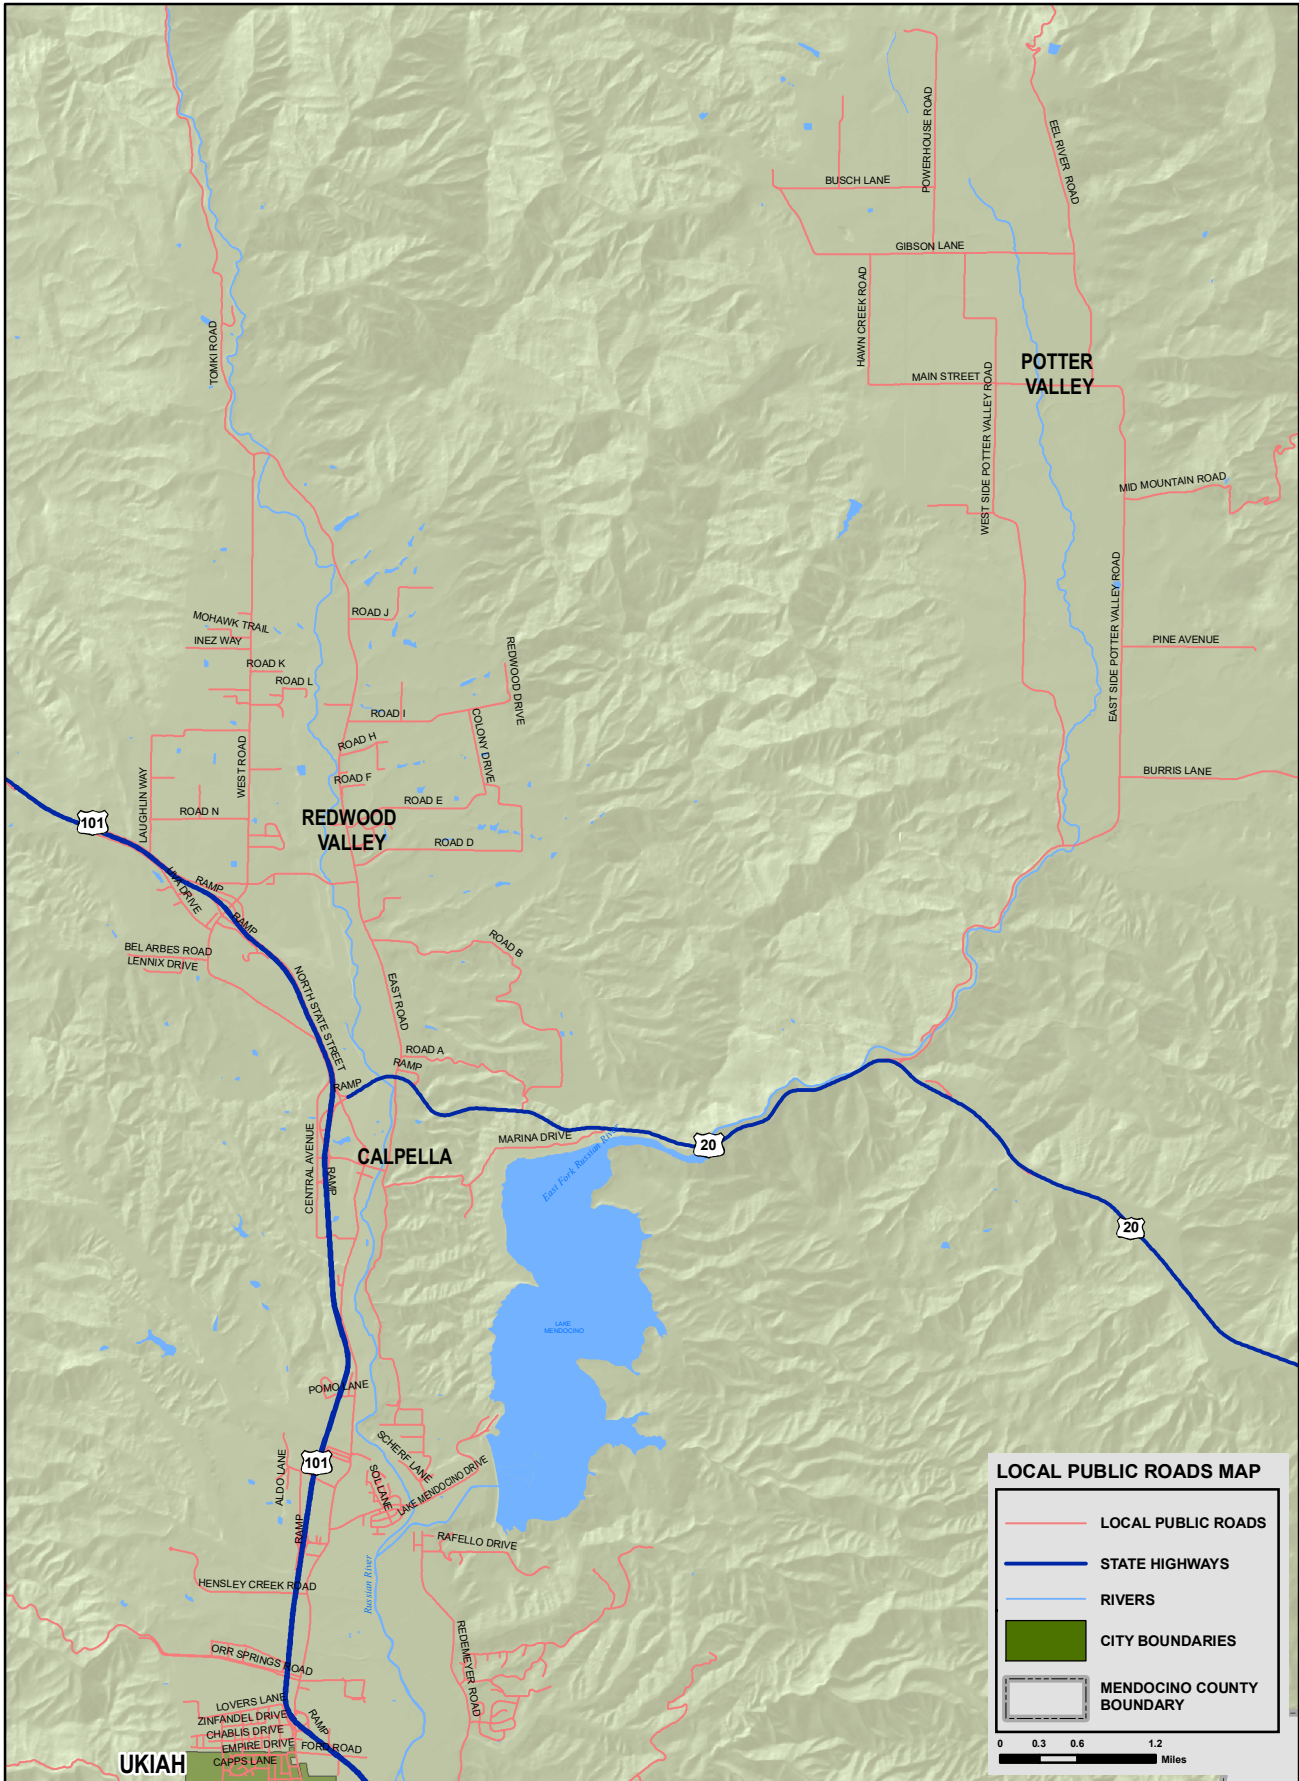 POWERHOUSE ROAD
EEL RIVER ROAD
BUSCH LANE
GIBSON LANE
HAWN CREEK ROAD
TOMKI ROAD
POTTER
VALLEY
MAIN STREET
WEST SIDE POTTER VALLEY ROAD
MID MOUNTAIN ROAD
EAST SIDE POTTER VALLEY ROAD
ROAD J
MOHAWK TRAIL
INEZ WAY
PINE AVENUE
ROAD K
REDWOOD DRIVE
ROAD L
ROAD I
COLONY DRIVE
ROAD H
WEST ROAD
LAUGHLIN WAY
ROAD F
BURRIS LANE
ROAD E
ROAD N
REDWOOD
VALLEY
101
ROAD D
UVA DRIVE
RAMP
RAMP
BEL ARBES ROAD
LENNIX DRIVE
ROAD B
NORTH STATE STREET
EAST ROAD
ROAD A
RAMP
RAMP
MARINA DRIVE
20
CENTRAL AVENUE
CALPELLA
RAMP
East Fork Russian River
20
LAKE
MENDOCINO
POMO LANE
SCHERF LANE
101
ALDO LANE
SOL LANE
LAKE MENDOCINO DRIVE
RAMP
RAFELLO DRIVE
Russian River
HENSLEY CREEK ROAD
REDEMEYER ROAD
ORR SPRINGS ROAD
LOVERS LANE
ZINFANDEL DRIVE
RAMP
CHABLIS DRIVE
EMPIRE DRIVE
FORD ROAD
CAPPS LANE
UKIAH
LOCAL PUBLIC ROADS MAP
LOCAL PUBLIC ROADS
STATE HIGHWAYS
RIVERS
CITY BOUNDARIES
MENDOCINO COUNTY
BOUNDARY
0 0.3 0.6 1.2
Miles